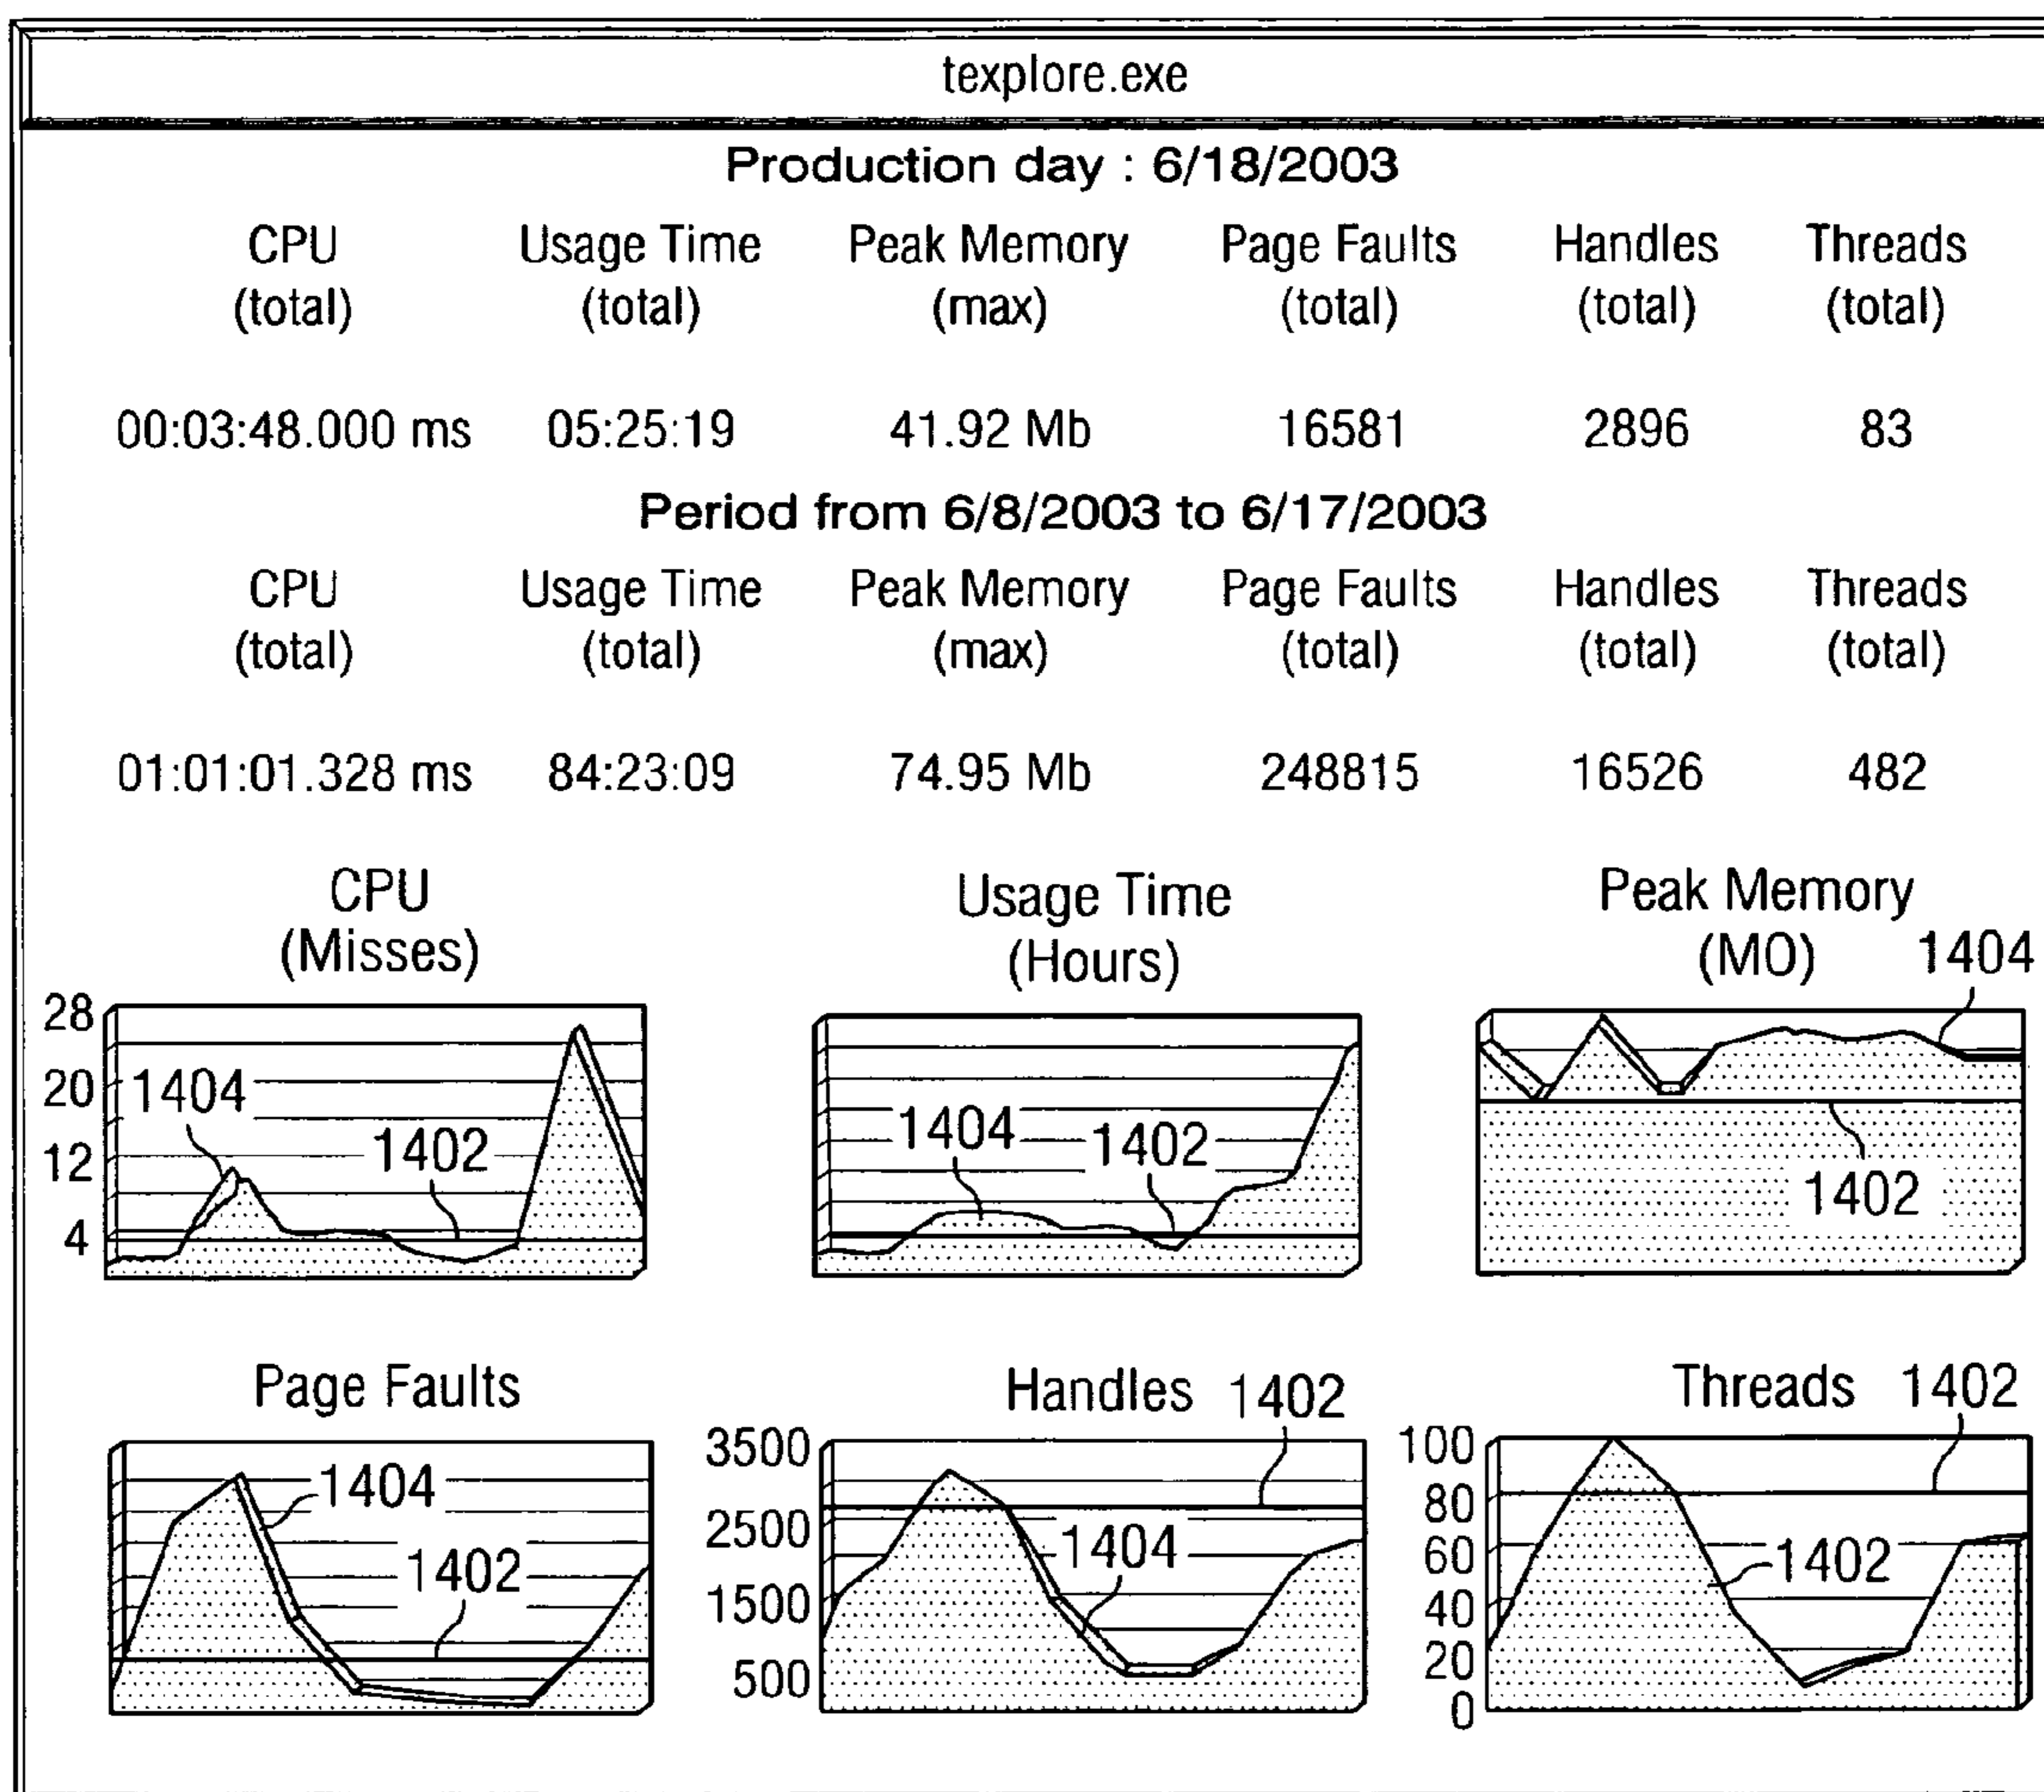 texplore.exe
Production day : 6/18/2003
CPU Usage Time Peak Memory Page Faults Handles Threads
(total) (total) (max) (total) (total) (total)
00:03:48.000 ms 05:25:19 41.92 Mb 16581 2896 83
Period from 6/8/2003 to 6/17/2003
CPU Usage Time Peak Memory Page Faults Handles Threads
(total) (total) (max) (total) (total) (total)
01:01:01.328 ms 84:23:09 74.95 Mb 248815 16526 482
CPU
(Misses)
28
20
12
4
1404
1402
Usage Time
(Hours)
1404
1402
Peak Memory
(MO)
1404
1402
Page Faults
1404
1402
Handles
1402
3500
2500
1500
500
1404
Threads
1402
100
80
60
40
20
0
1402